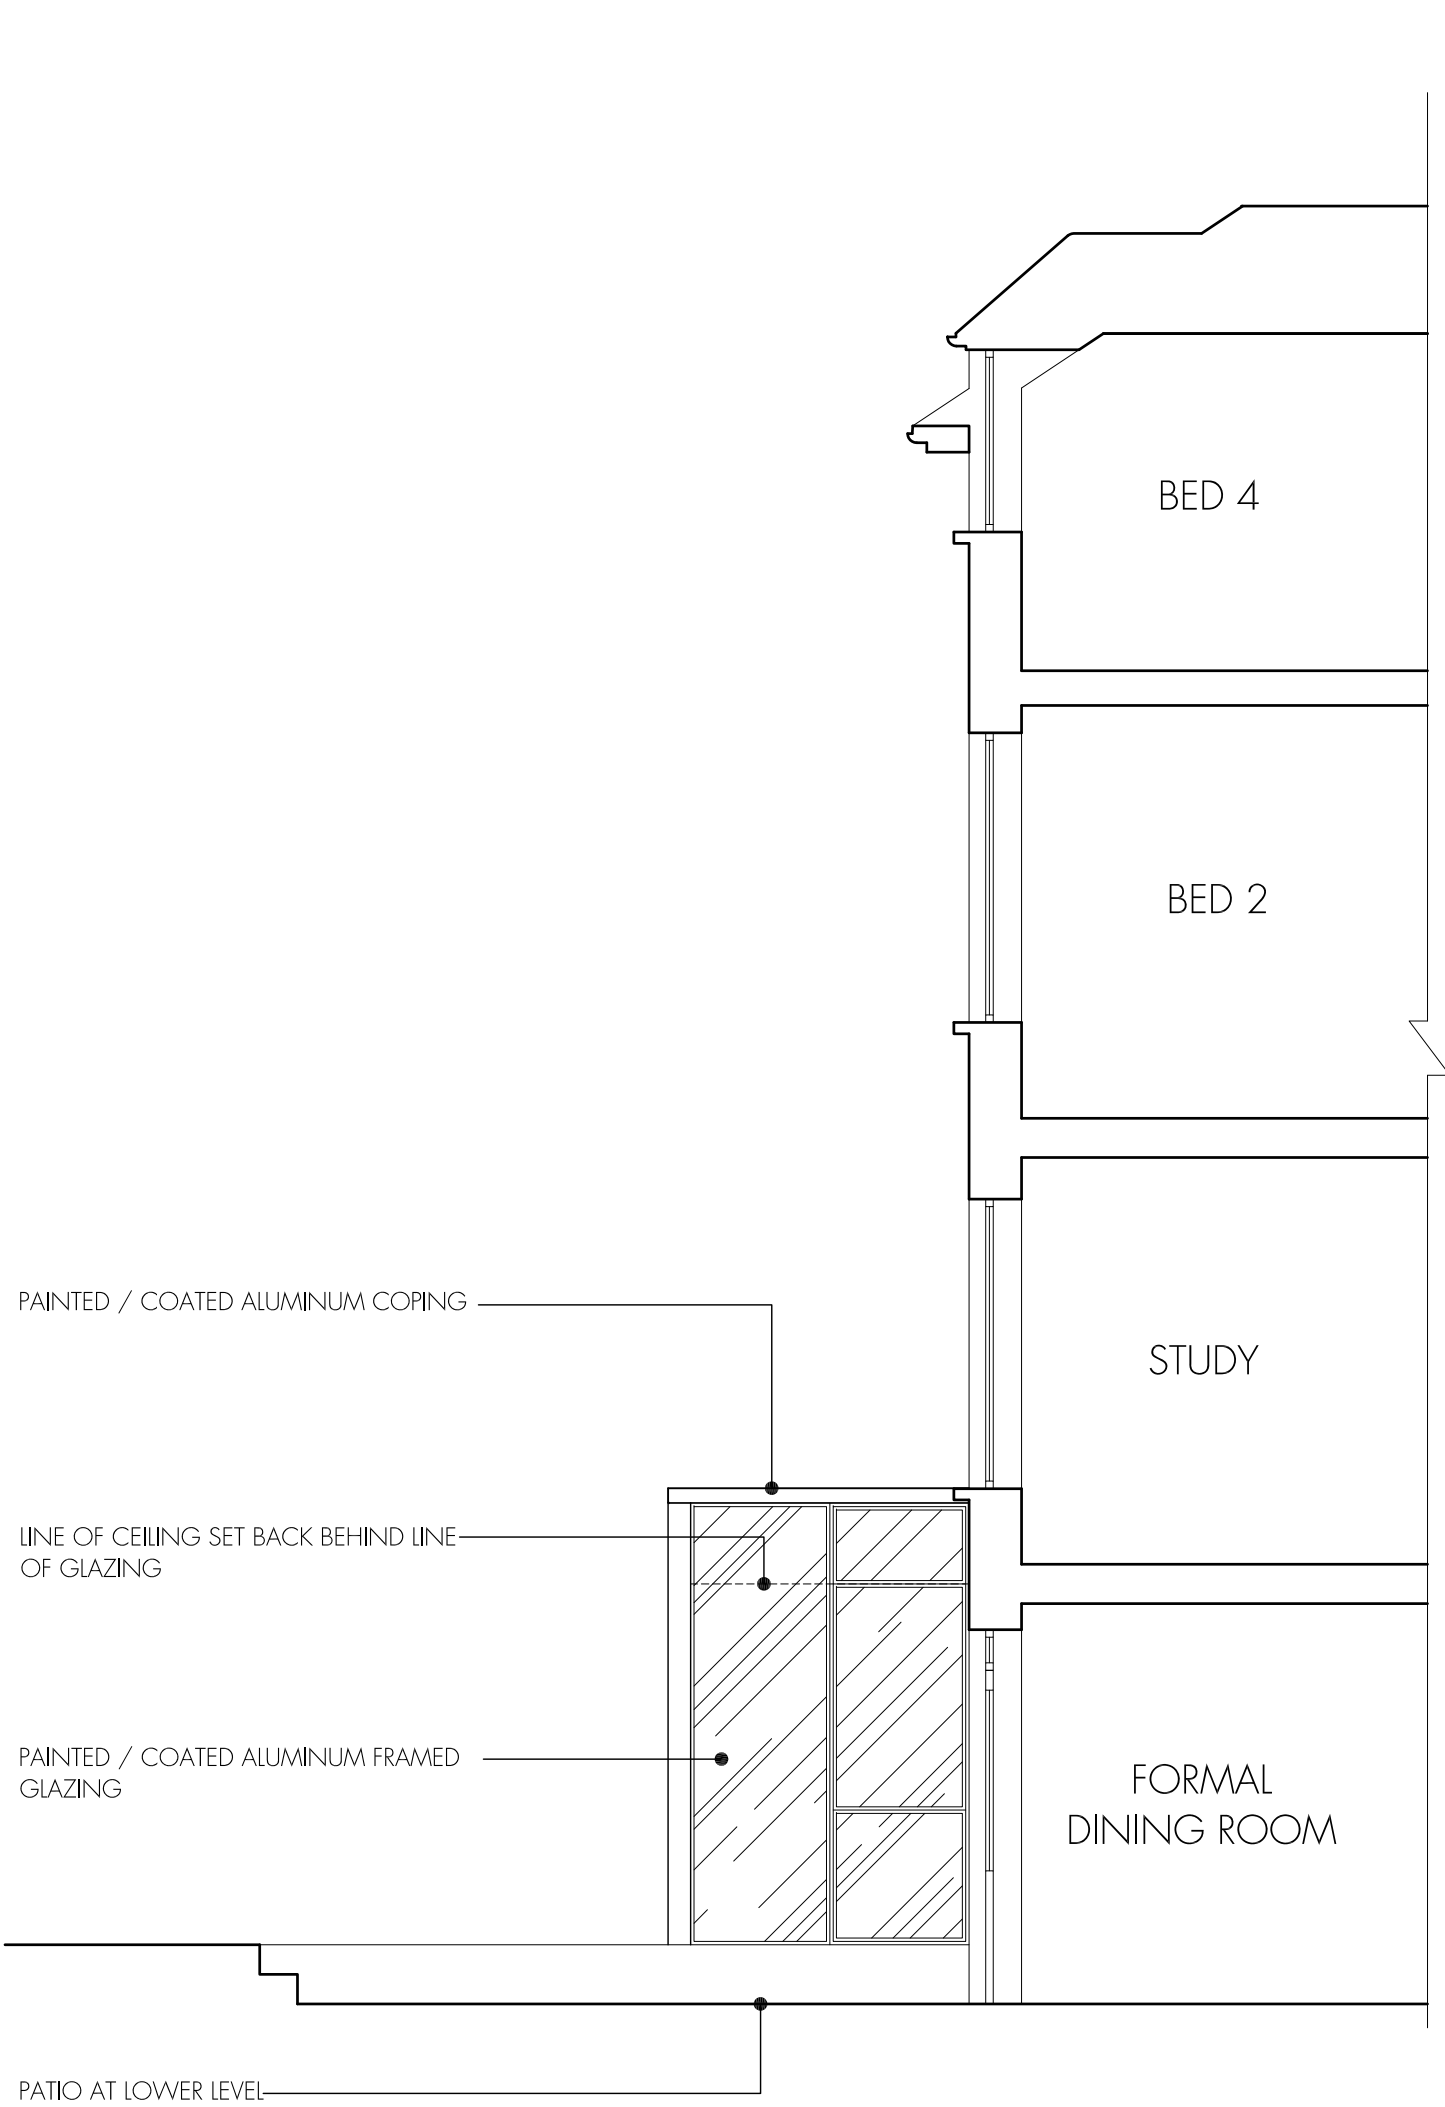 BED 4
BED 2
PAINTED / COATED ALUMINUM COPING
STUDY
LINE OF CEILING SET BACK BEHIND LINE
OF GLAZING
PAINTED / COATED ALUMINUM FRAMED
GLAZING
FORMAL
DINING ROOM
PATIO AT LOWER LEVEL